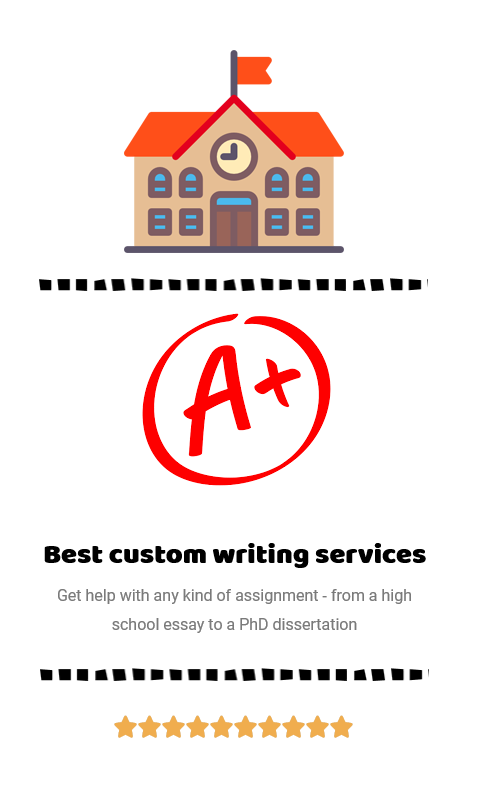 A+
Best custom writing services
Get help with any kind of assignment - from a high
school essay to a PhD dissertation